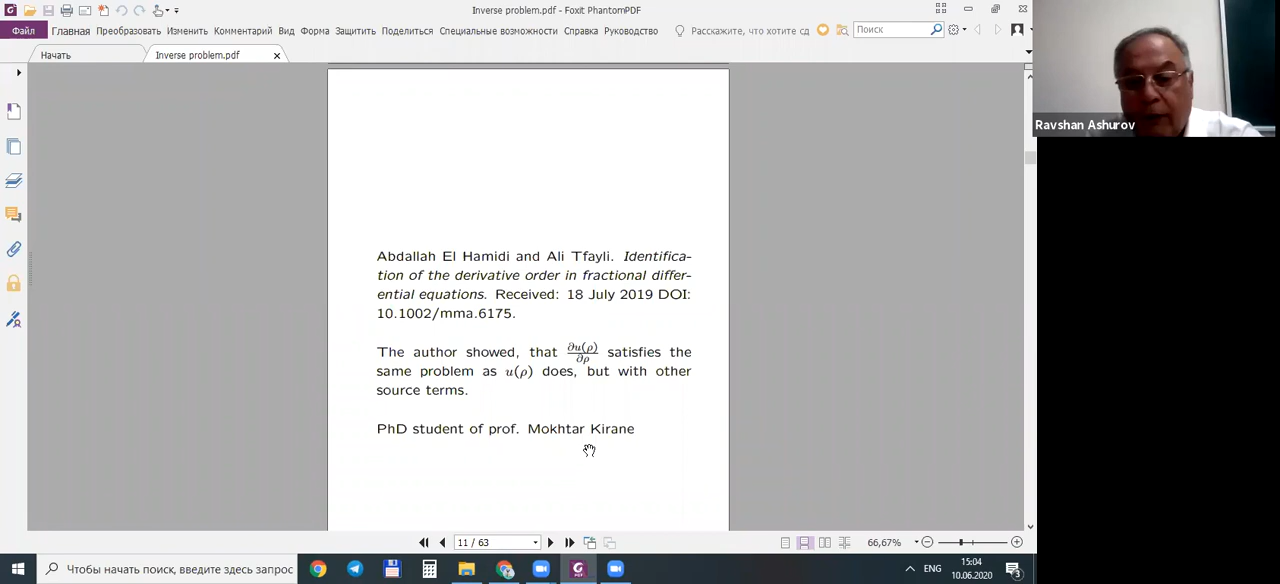 Inverse problem.pdf - Foxit PhantomPDF
Файл Главная Преобразовать Изменить Комментарий Вид Форма Защитить Поделиться Специальные возможности Справка Руководство Расскажите, что хотите сд Поиск
Начать Inverse problem.pdf
Ravshan Ashurov
Abdallah El Hamidi and Ali Tfayli. Identifica-
tion of the derivative order in fractional differ-
ential equations. Received: 18 July 2019 DOI:
10.1002/mma.6175.
The author showed, that ∂u(ρ)/∂ρ satisfies the
same problem as u(ρ) does, but with other
source terms.
PhD student of prof. Mokhtar Kirane
11 / 63 66,67%
Чтобы начать поиск, введите здесь запрос ENG 15:04
10.06.2020 3